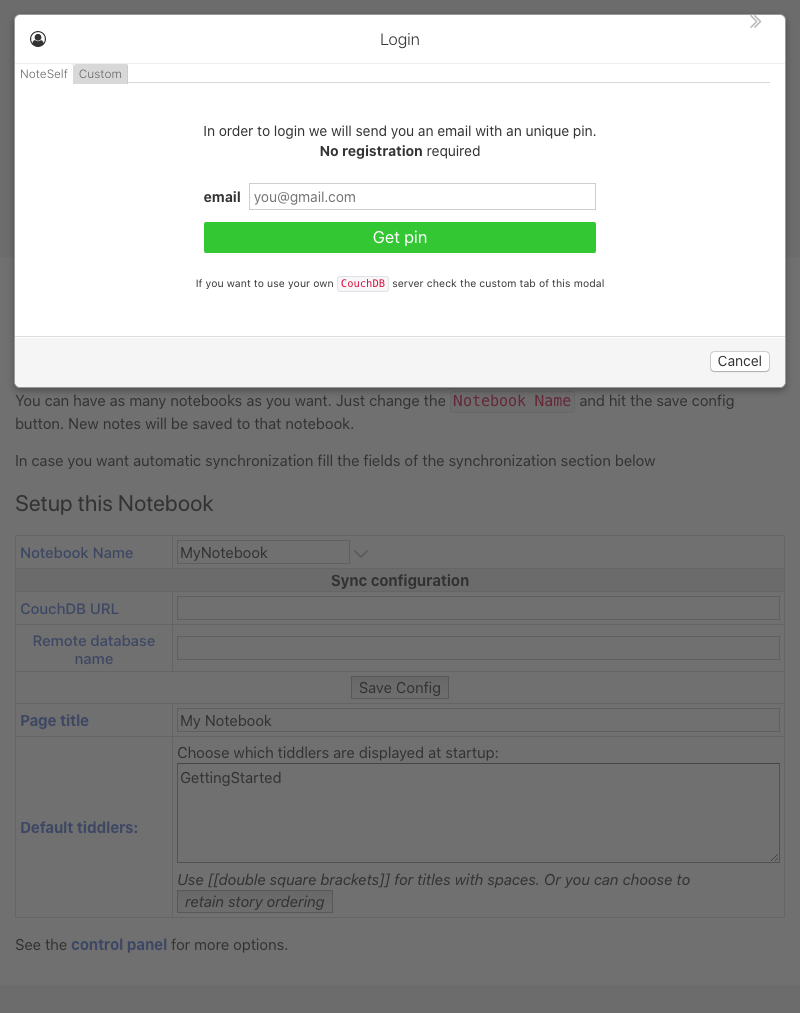 Login
NoteSelf Custom
In order to login we will send you an email with an unique pin.
No registration required
email you@gmail.com
Get pin
If you want to use your own CouchDB server check the custom tab of this modal
Cancel
You can have as many notebooks as you want. Just change the Notebook Name and hit the save config
button. New notes will be saved to that notebook.
In case you want automatic synchronization fill the fields of the synchronization section below
Setup this Notebook
Notebook Name MyNotebook
Sync configuration
CouchDB URL
Remote database
name
Save Config
Page title My Notebook
Choose which tiddlers are displayed at startup:
GettingStarted
Default tiddlers:
Use [[double square brackets]] for titles with spaces. Or you can choose to
retain story ordering
See the control panel for more options.